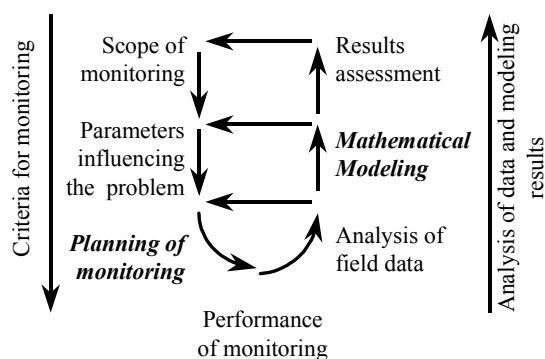 Criteria for monitoring
Scope of
monitoring
Parameters
influencing
the problem
Planning of
monitoring
Performance
of monitoring
Results
assessment
Mathematical
Modeling
Analysis of
field data
Analysis of data and modeling
results